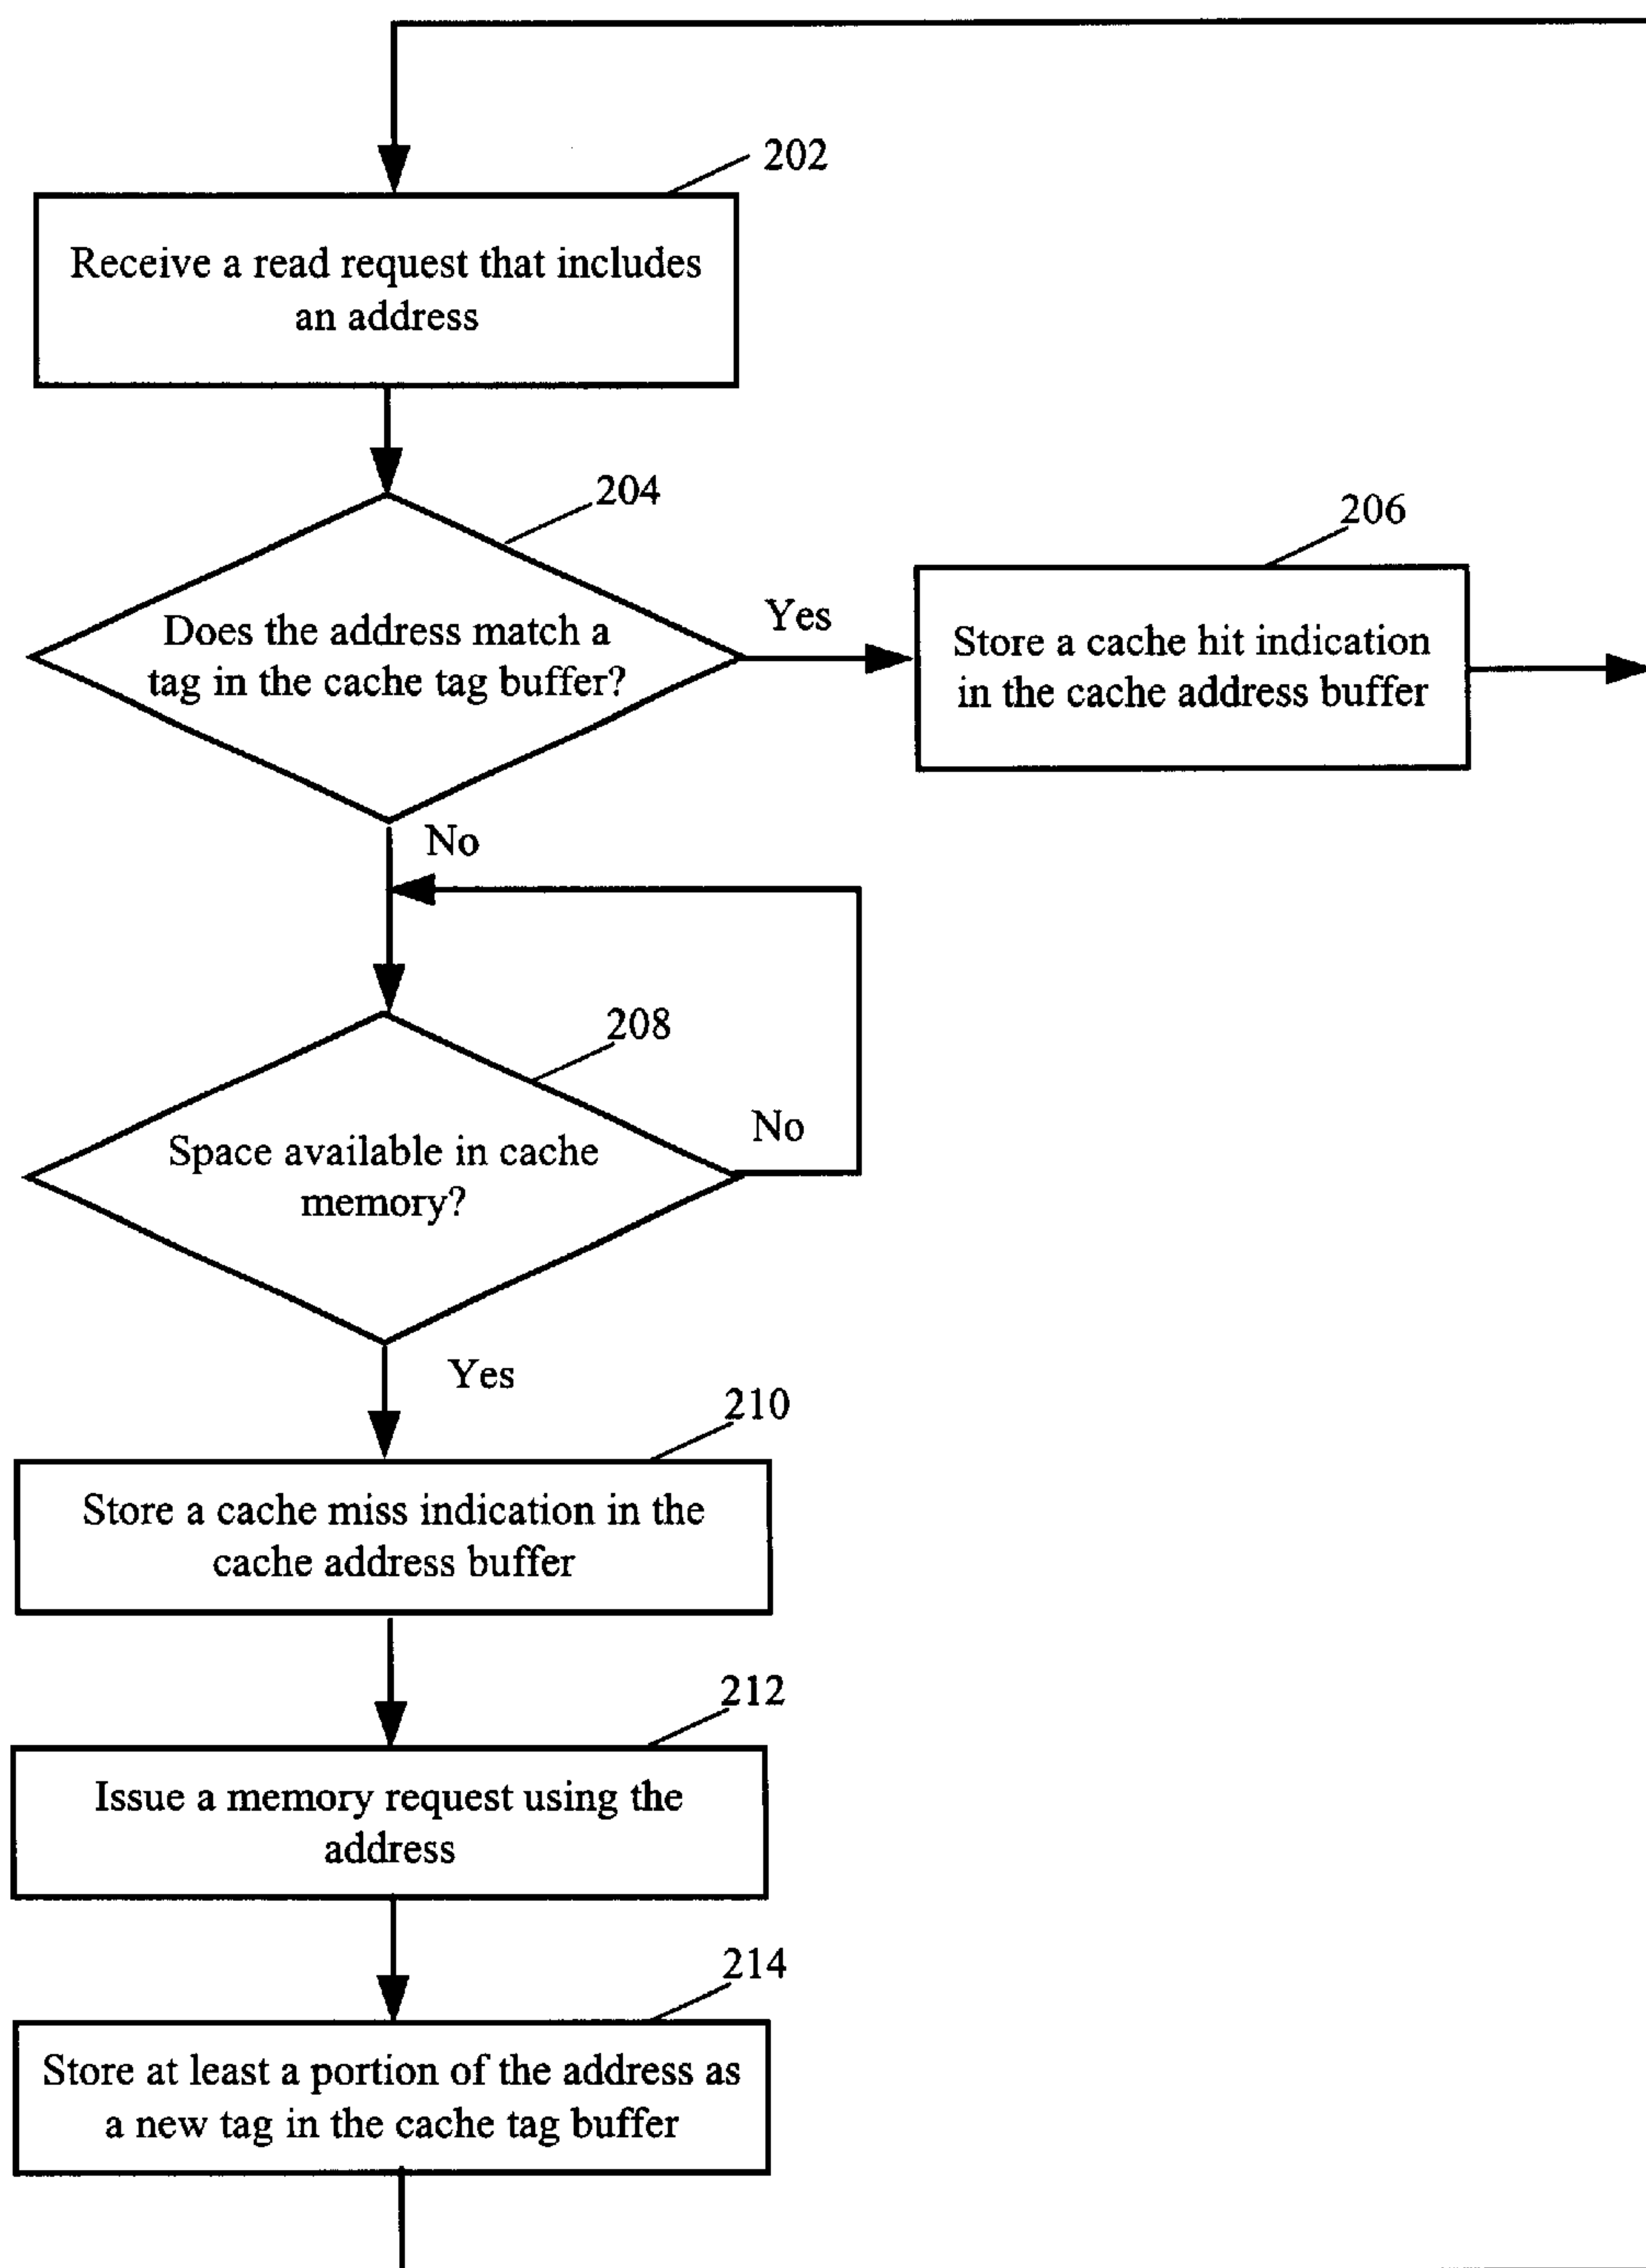 202
Receive a read request that includes
an address
204
206
Does the address match a
tag in the cache tag buffer?
Yes
Store a cache hit indication
in the cache address buffer
No
208
No
Space available in cache
memory?
Yes
210
Store a cache miss indication in the
cache address buffer
212
Issue a memory request using the
address
214
Store at least a portion of the address as
a new tag in the cache tag buffer